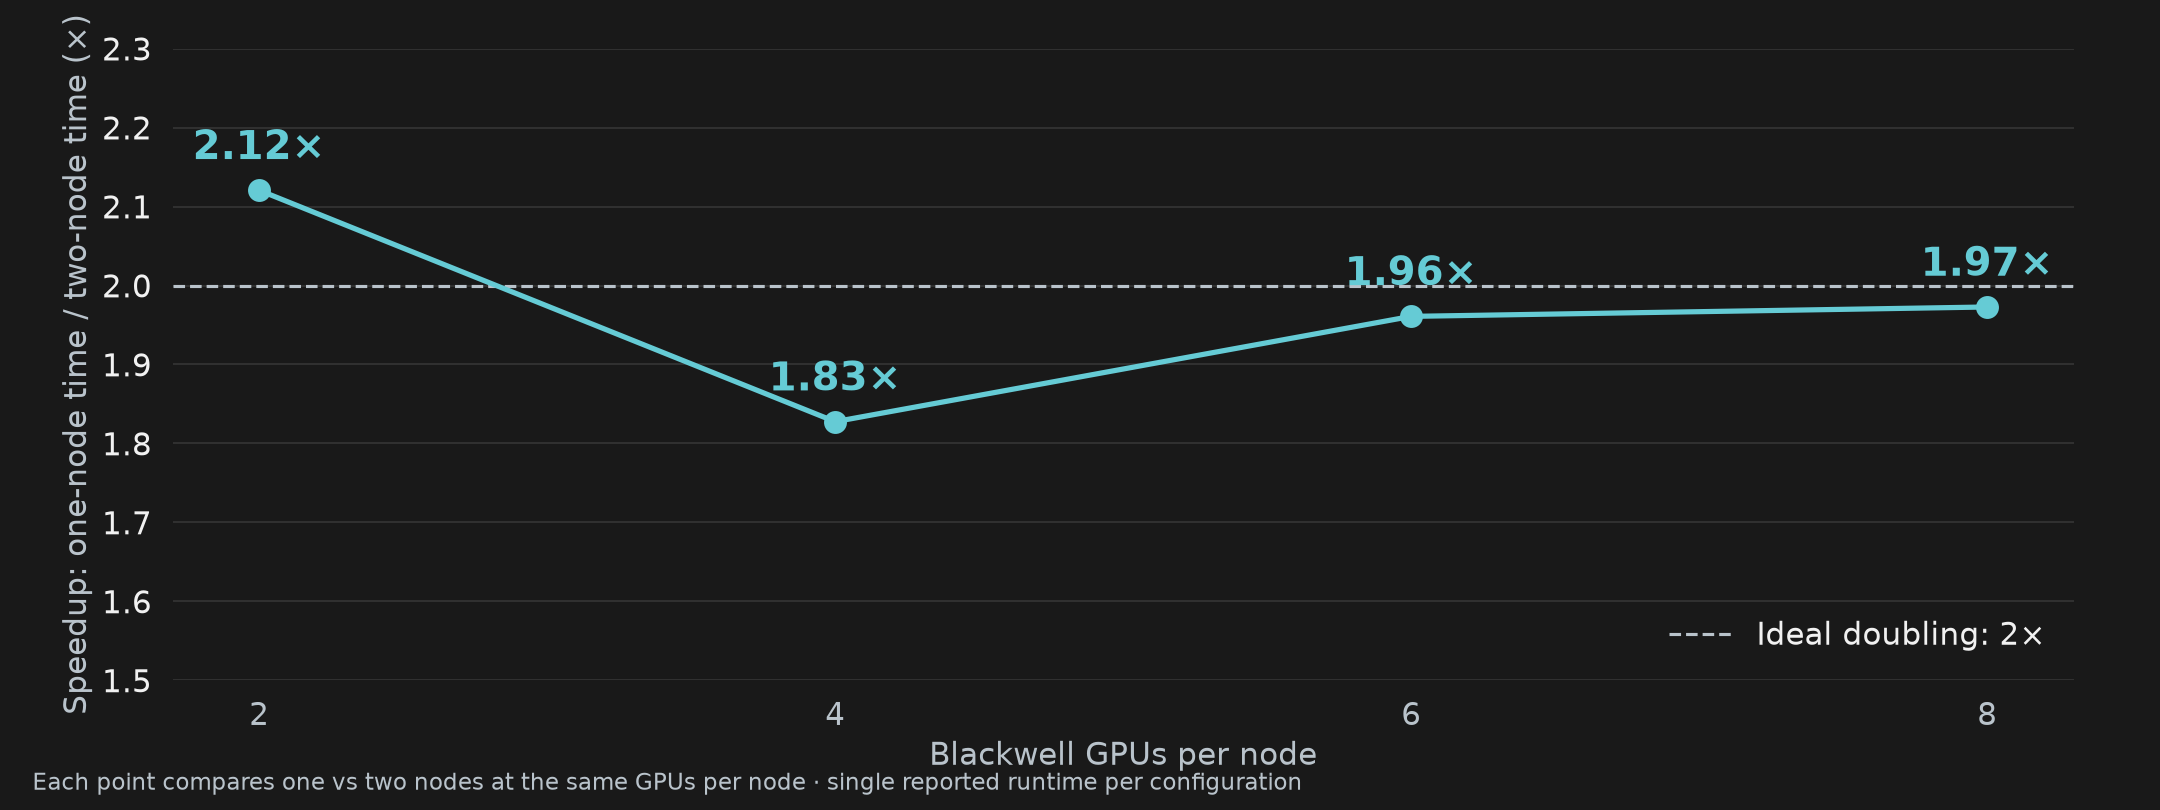 Speedup: one-node time / two-node time (×)
2.3
2.2
2.1
2.0
1.9
1.8
1.7
1.6
1.5
2.12×
1.83×
1.96×
1.97×
Ideal doubling: 2×
2 4 6 8
Blackwell GPUs per node
Each point compares one vs two nodes at the same GPUs per node · single reported runtime per configuration